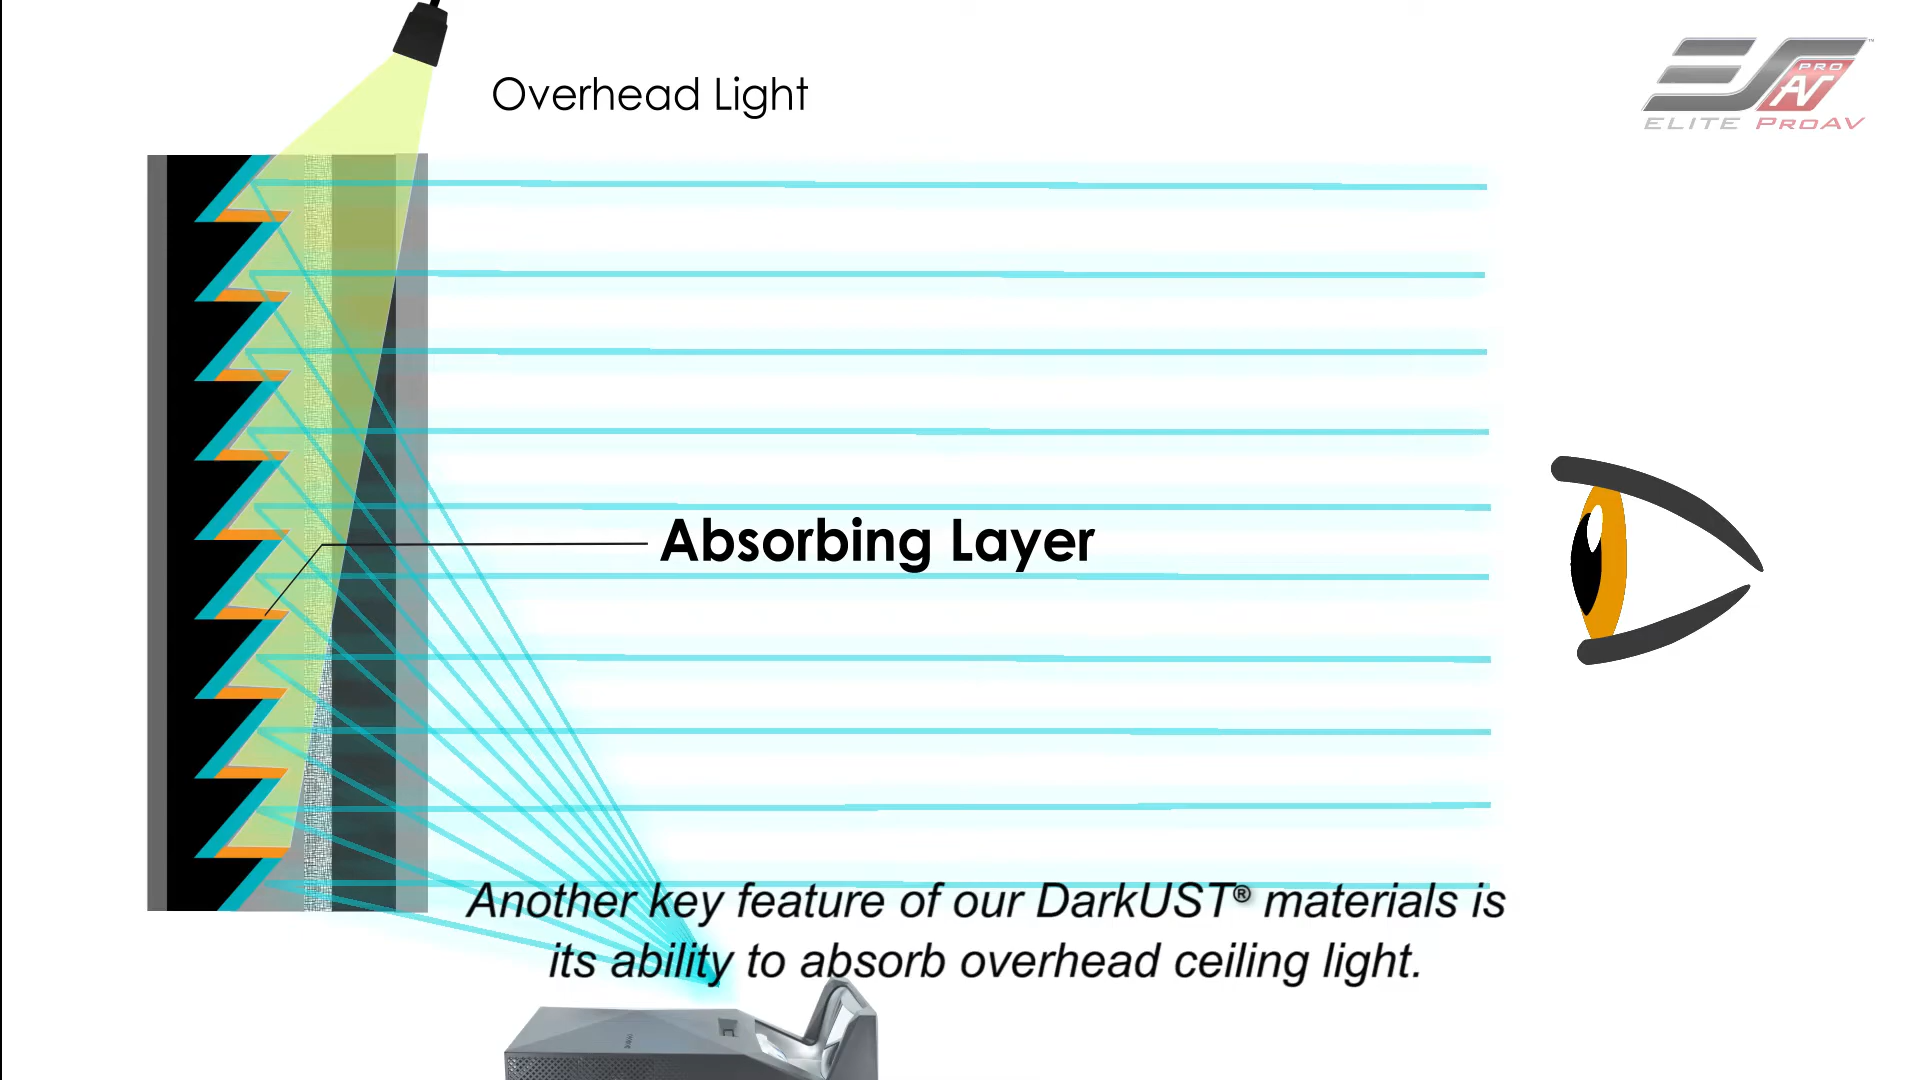 Overhead Light
PRO
AV
™
ELITE PROAV
Absorbing Layer
Another key feature of our DarkUST® materials is
its ability to absorb overhead ceiling light.